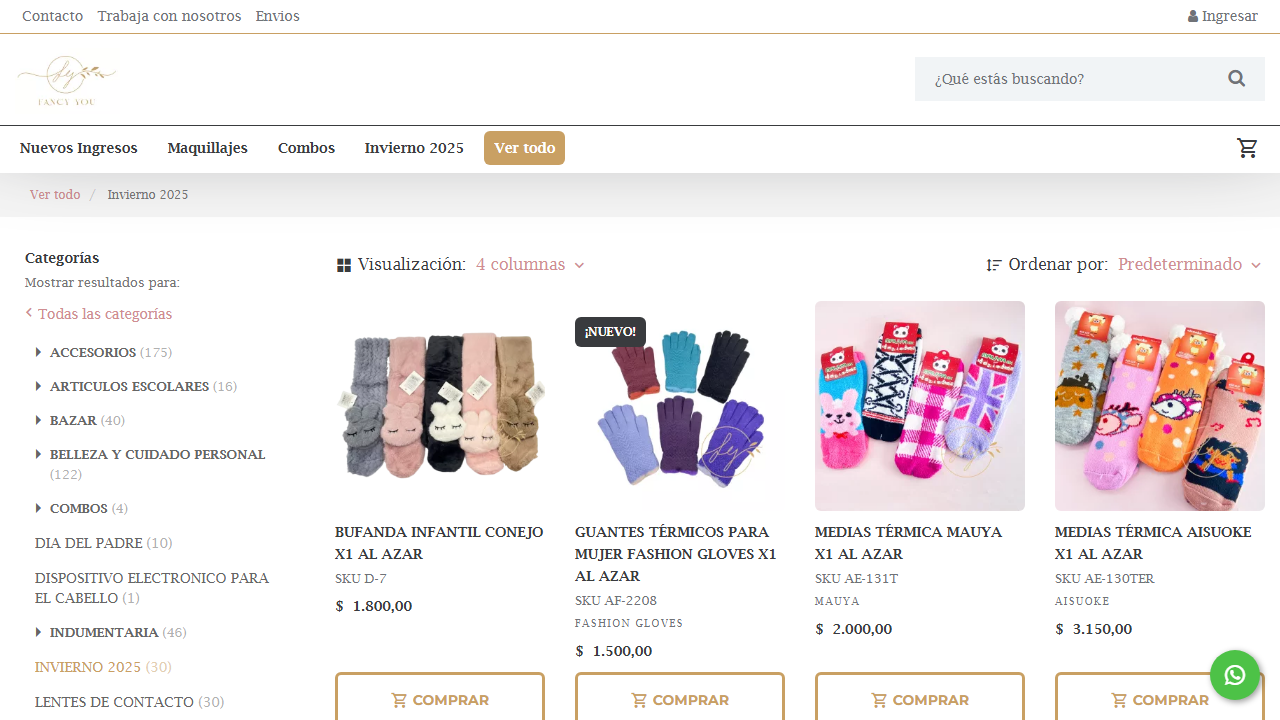 Contacto Trabaja con nosotros Envios Ingresar
FANCY YOU
¿Qué estás buscando?
Nuevos Ingresos Maquillajes Combos Invierno 2025 Ver todo
Ver todo / Invierno 2025
Categorías
Mostrar resultados para:
Todas las categorías
ACCESORIOS (175)
ARTICULOS ESCOLARES (16)
BAZAR (40)
BELLEZA Y CUIDADO PERSONAL
(122)
COMBOS (4)
DIA DEL PADRE (10)
DISPOSITIVO ELECTRONICO PARA
EL CABELLO (1)
INDUMENTARIA (46)
INVIERNO 2025 (30)
LENTES DE CONTACTO (30)
Visualización: 4 columnas
Ordenar por: Predeterminado
BUFANDA INFANTIL CONEJO
X1 AL AZAR
SKU D-7
$ 1.800,00
COMPRAR
¡NUEVO!
GUANTES TÉRMICOS PARA
MUJER FASHION GLOVES X1
AL AZAR
SKU AF-2208
FASHION GLOVES
$ 1.500,00
COMPRAR
MEDIAS TÉRMICA MAUYA
X1 AL AZAR
SKU AE-131T
MAUYA
$ 2.000,00
COMPRAR
MEDIAS TÉRMICA AISUOKE
X1 AL AZAR
SKU AE-130TER
AISUOKE
$ 3.150,00
COMPRAR